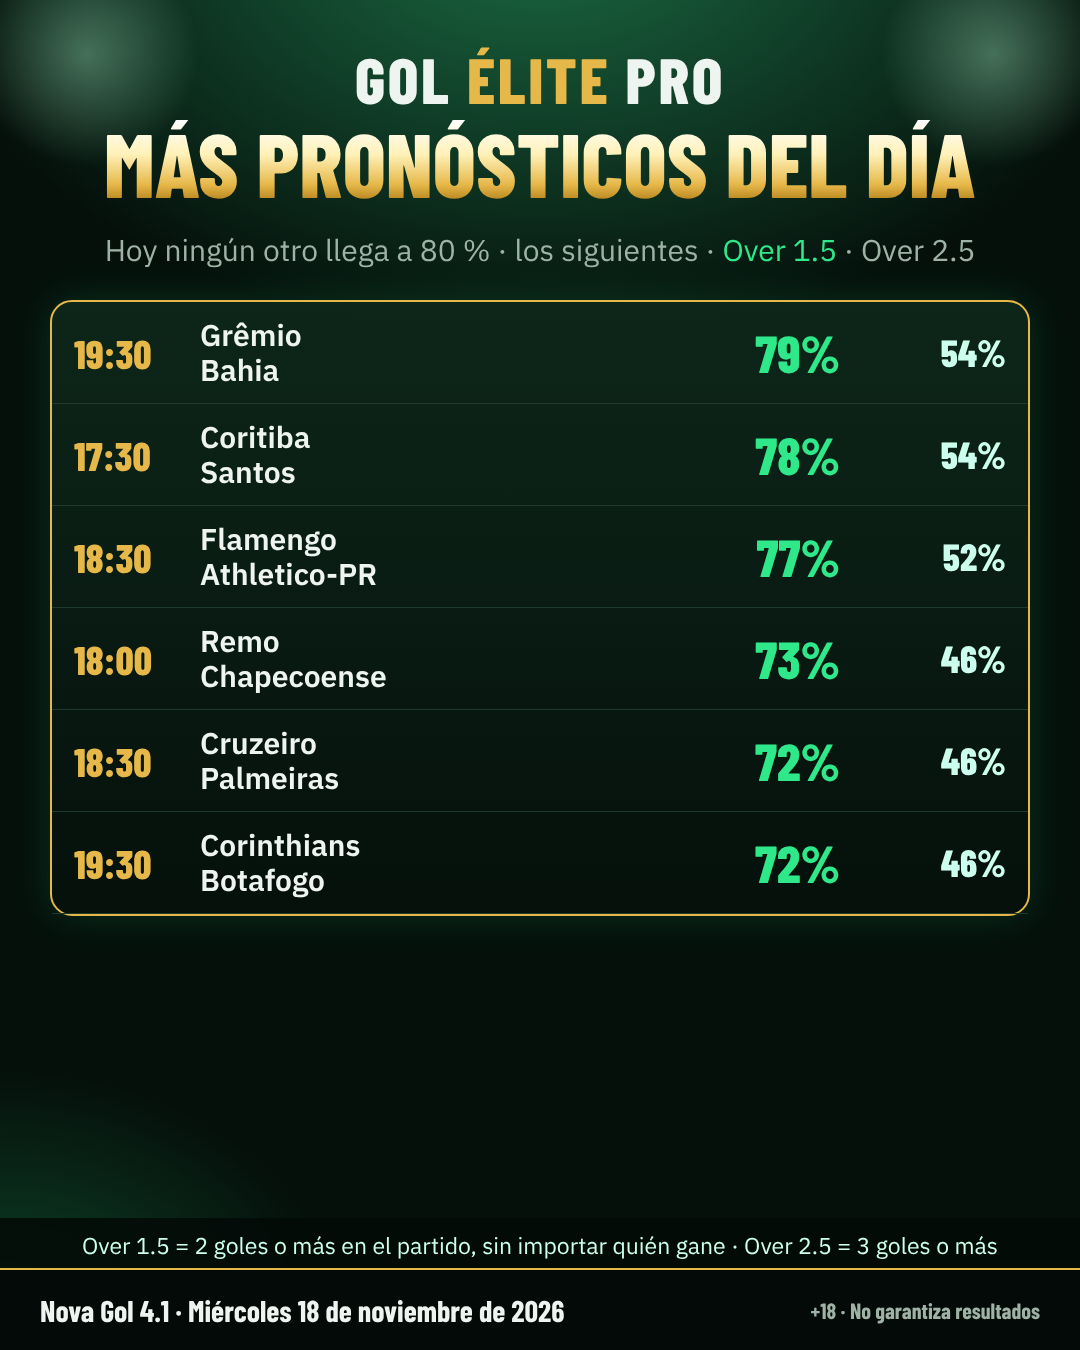 GOL ÉLITE PRO
MÁS PRONÓSTICOS DEL DÍA
Hoy ningún otro llega a 80 % · los siguientes · Over 1.5 · Over 2.5
19:30 Grêmio 79% 54%
Bahia
17:30 Coritiba 78% 54%
Santos
18:30 Flamengo 77% 52%
Athletico-PR
18:00 Remo 73% 46%
Chapecoense
18:30 Cruzeiro 72% 46%
Palmeiras
19:30 Corinthians 72% 46%
Botafogo
Over 1.5 = 2 goles o más en el partido, sin importar quién gane · Over 2.5 = 3 goles o más
Nova Gol 4.1 · Miércoles 18 de noviembre de 2026
+18 · No garantiza resultados